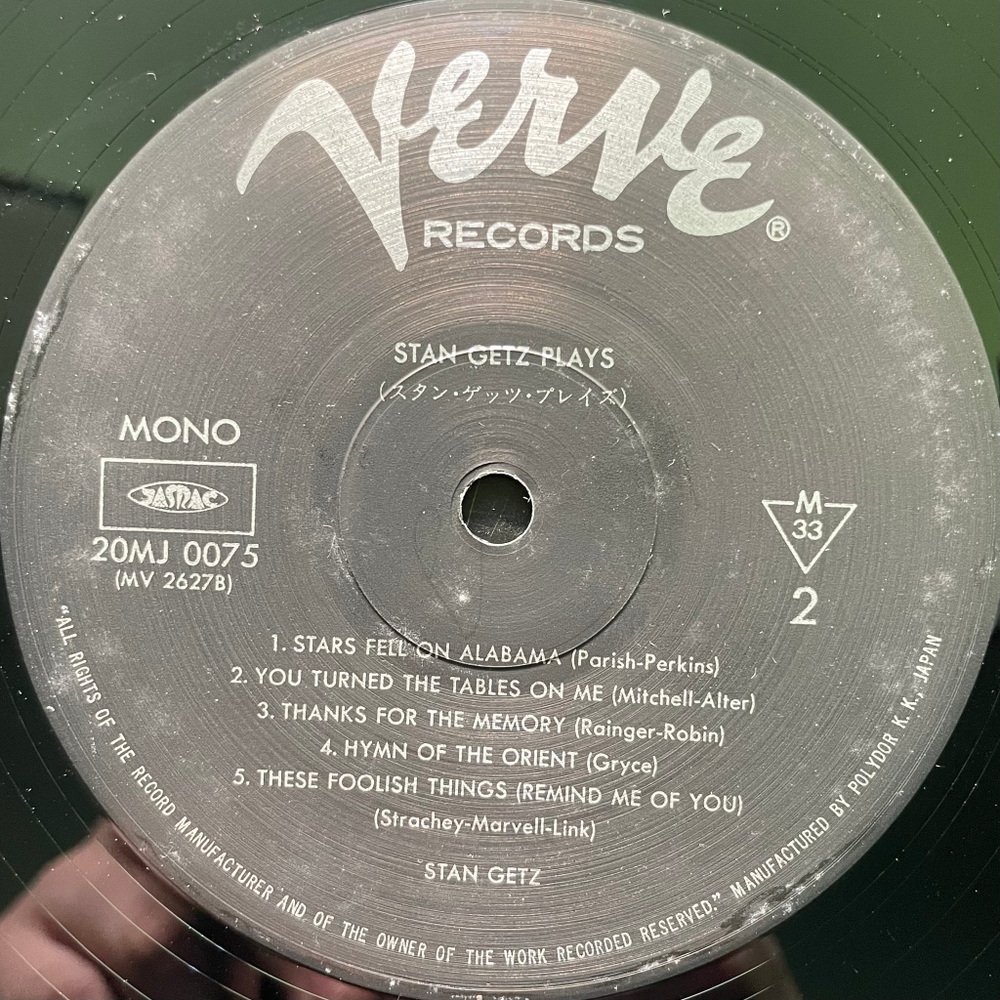 Verve
RECORDS ®
STAN GETZ PLAYS
(スタン・ゲッツ・プレイズ)
MONO
JASRAC
20MJ 0075
(MV 2627B)
M
33
2
1. STARS FELL ON ALABAMA (Parish-Perkins)
2. YOU TURNED THE TABLES ON ME (Mitchell-Alter)
3. THANKS FOR THE MEMORY (Rainger-Robin)
4. HYMN OF THE ORIENT (Gryce)
5. THESE FOOLISH THINGS (REMIND ME OF YOU)
(Strachey-Marvell-Link)
STAN GETZ
"ALL RIGHTS OF THE RECORD MANUFACTURER AND OF THE OWNER OF THE WORK RECORDED RESERVED." MANUFACTURED BY POLYDOR K. K., JAPAN